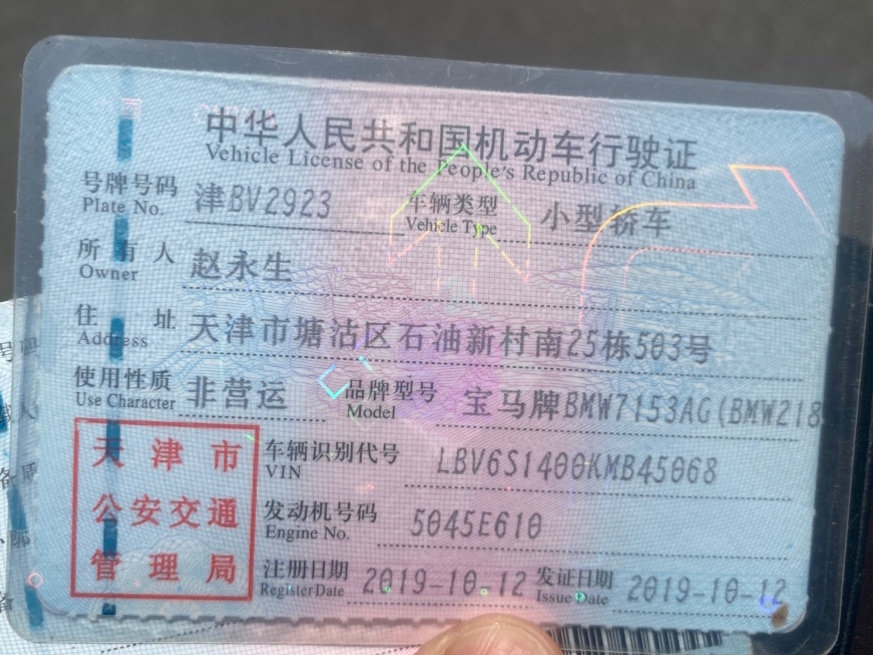 中华人民共和国机动车行驶证
Vehicle License of the People's Republic of China
号牌号码 津BV2923 车辆类型 小型轿车
Plate No. Vehicle Type
所有人 赵永生
Owner
住址 天津市塘沽区石油新村南25栋503号
Address
使用性质 非营运 品牌型号 宝马牌BMW7153AG(BMW218
Use Character Model
天津市
公安交通
管理局
车辆识别代号 LBV6S1400KMB45068
VIN
发动机号码 5045E610
Engine No.
注册日期 2019-10-12 发证日期 2019-10-12
Register Date Issue Date